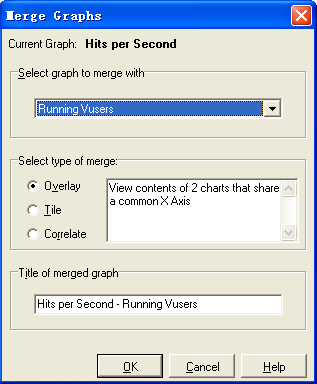 Merge Graphs
Current Graph: Hits per Second
Select graph to merge with
Running Vusers
Select type of merge:
Overlay
Tile
Correlate
View contents of 2 charts that share
a common X Axis
Title of merged graph
Hits per Second - Running Vusers
OK
Cancel
Help